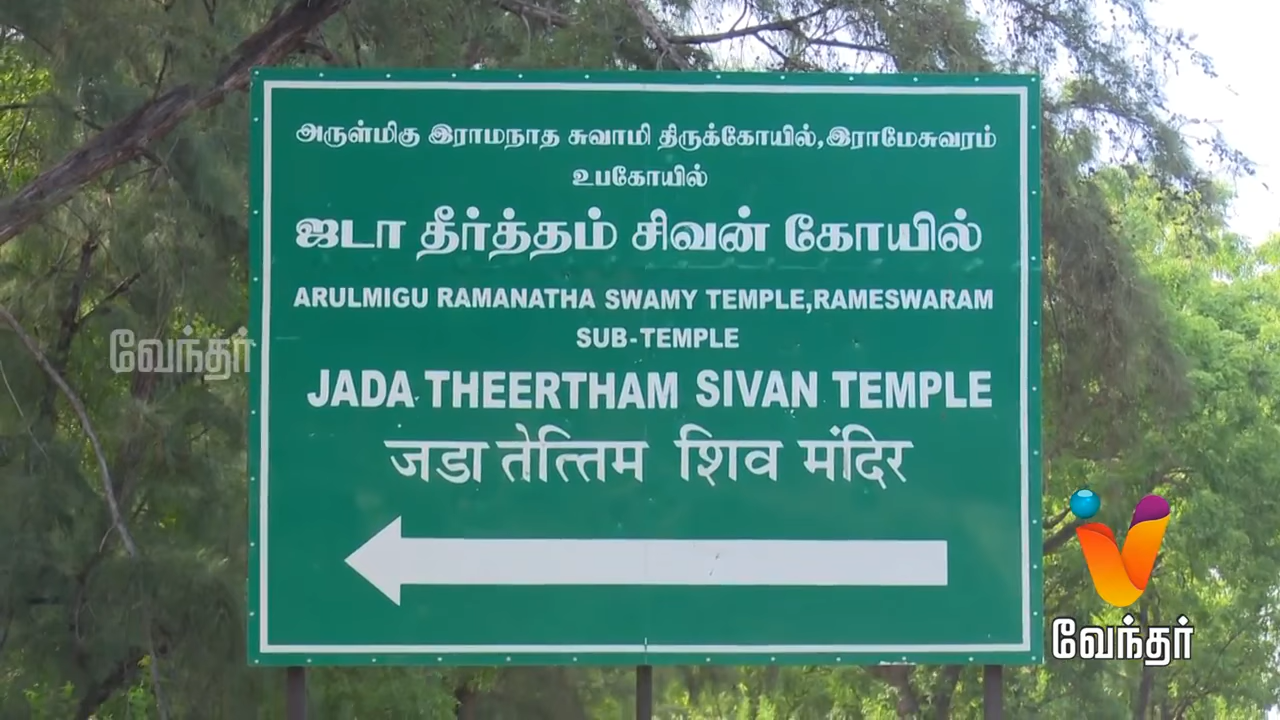 அருள்மிகு இராமநாத சுவாமி திருக்கோயில்,இராமேசுவரம்
உபகோயில்
ஜடா தீர்த்தம் சிவன் கோயில்
ARULMIGU RAMANATHA SWAMY TEMPLE,RAMESWARAM
SUB-TEMPLE
JADA THEERTHAM SIVAN TEMPLE
जडा तेत्तिम शिव मंदिर
வேந்தர்
வேந்தர்